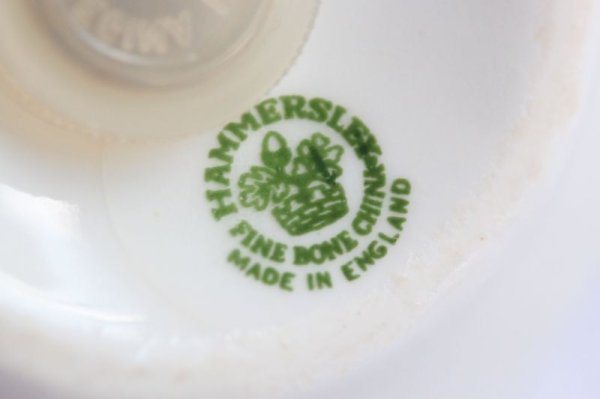 HAMMERSLEY
FINE BONE CHINA
MADE IN ENGLAND